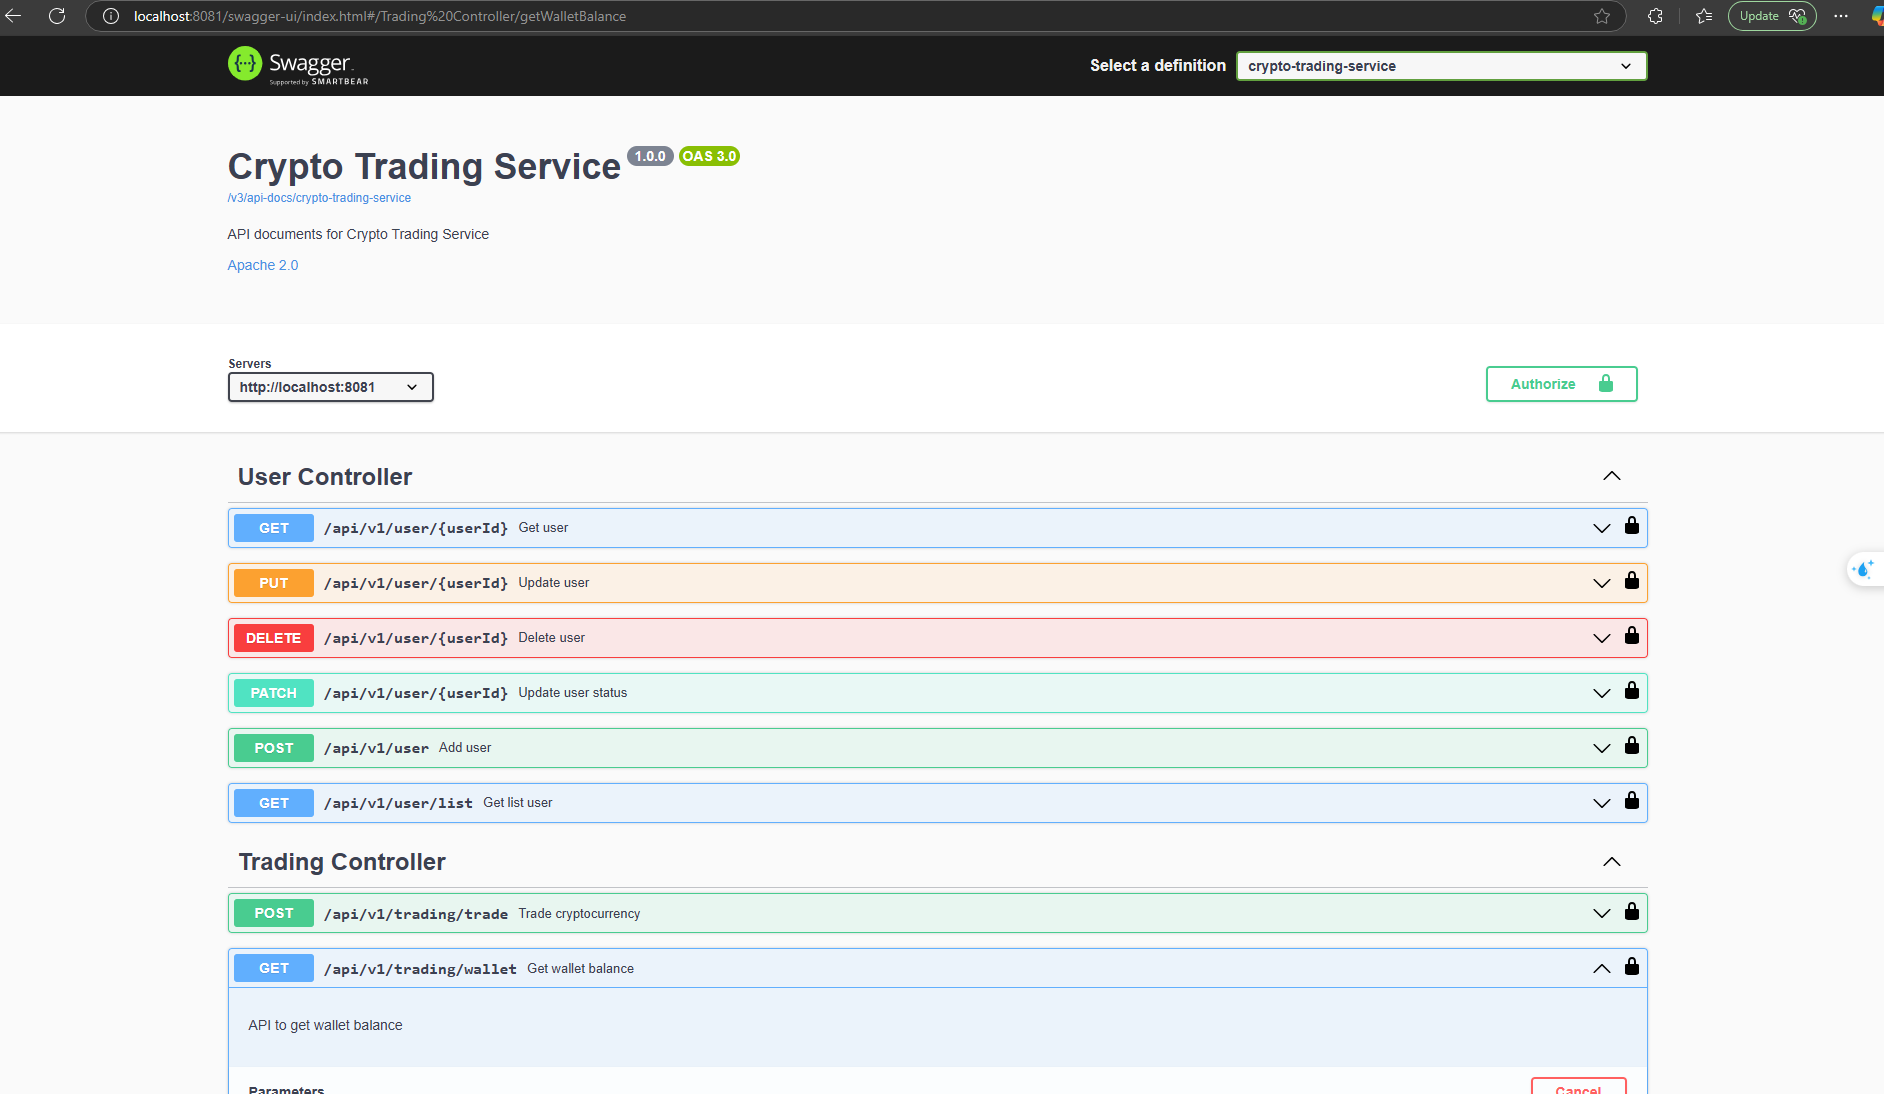 localhost:8081/swagger-ui/index.html#/Trading%20Controller/getWalletBalance
Update
Swagger
Supported by SMARTBEAR
Select a definition
crypto-trading-service
Crypto Trading Service 1.0.0 OAS 3.0
/v3/api-docs/crypto-trading-service
API documents for Crypto Trading Service
Apache 2.0
Servers
http://localhost:8081
Authorize
User Controller
GET /api/v1/user/{userId} Get user
PUT /api/v1/user/{userId} Update user
DELETE /api/v1/user/{userId} Delete user
PATCH /api/v1/user/{userId} Update user status
POST /api/v1/user Add user
GET /api/v1/user/list Get list user
Trading Controller
POST /api/v1/trading/trade Trade cryptocurrency
GET /api/v1/trading/wallet Get wallet balance
API to get wallet balance
Parameters
Cancel